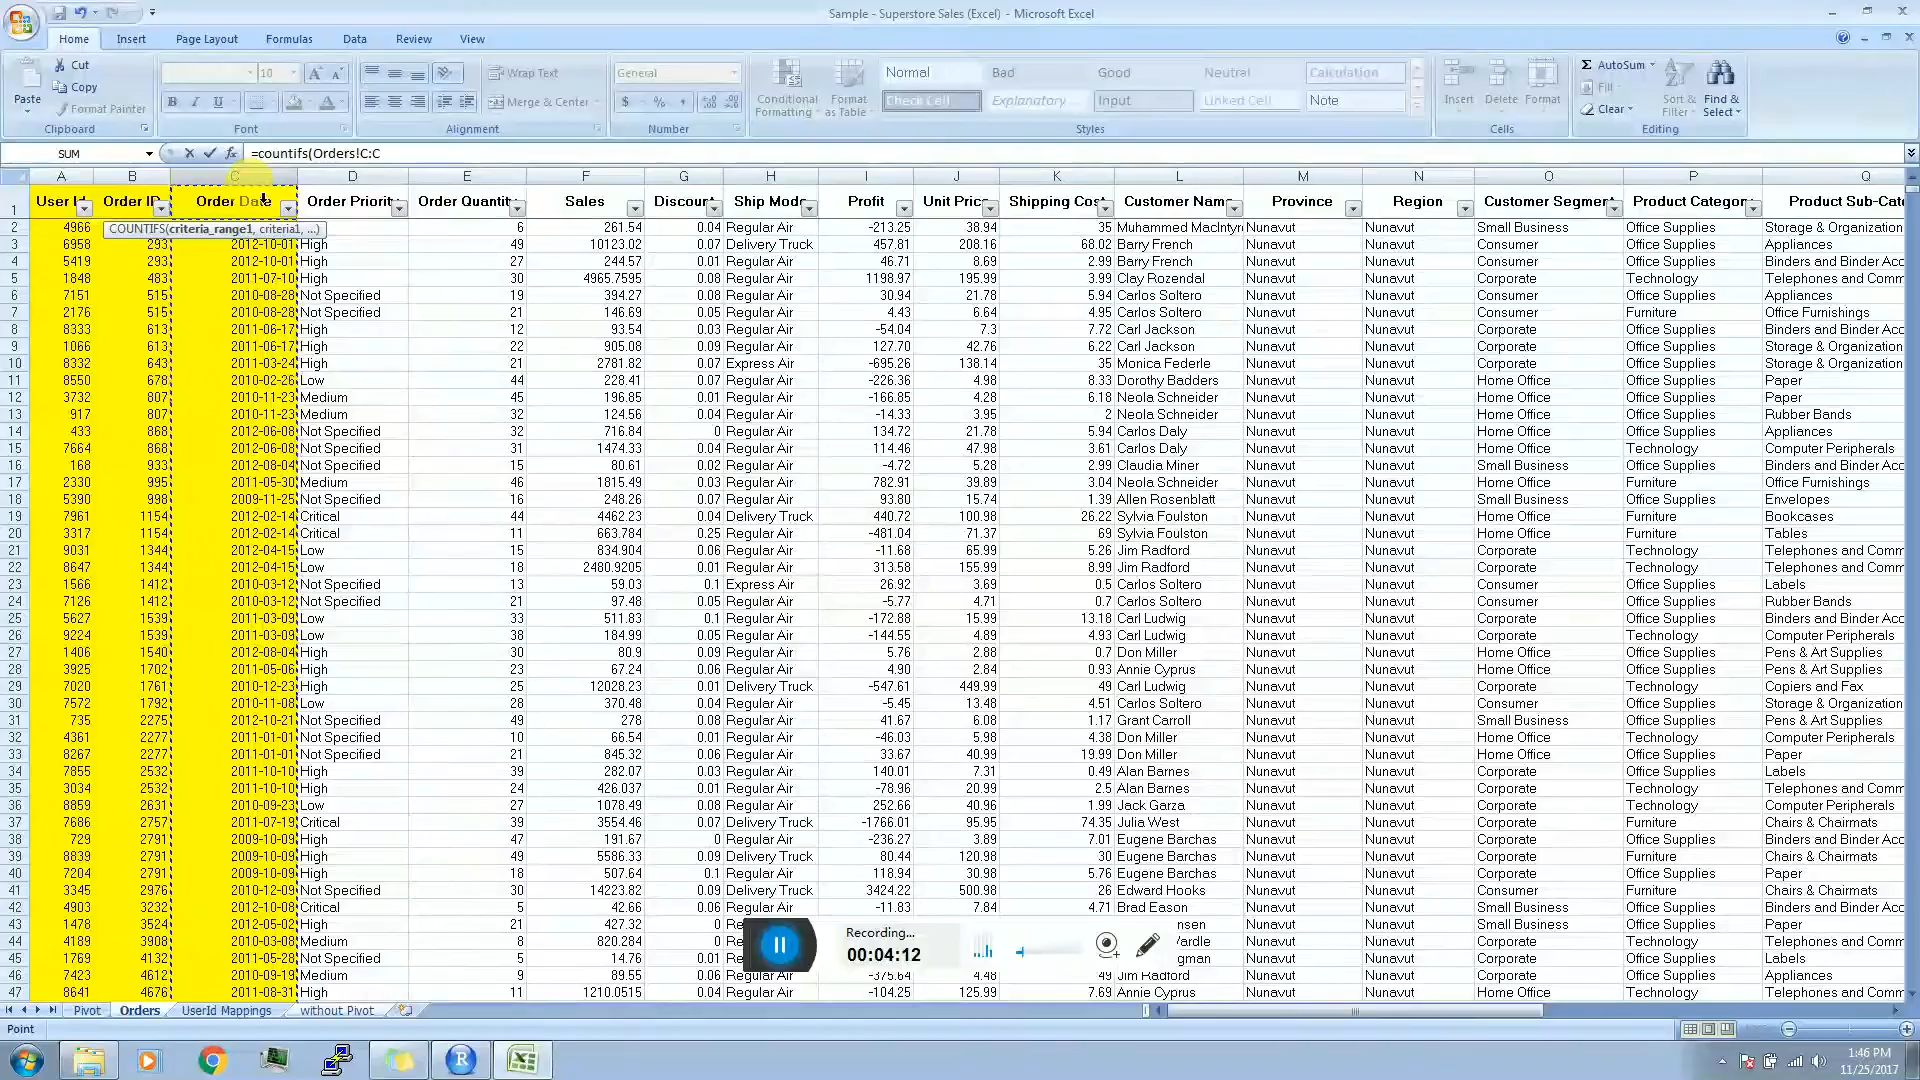 Sample - Superstore Sales (Excel) - Microsoft Excel
Home Insert Page Layout Formulas Data Review View
Cut
Copy
Format Painter
Paste
Clipboard
10
Font
Wrap Text
Merge & Center
Alignment
General
Number
Conditional Formatting
Format as Table
Normal Bad Good Neutral Calculation
Check Cell Explanatory... Input Linked Cell Note
Styles
Insert Delete Format
Cells
AutoSum
Fill
Clear
Sort & Filter
Find & Select
Editing
SUM =countifs(Orders!C:C
A B C D E F G H I J K L M N O P Q
1 Order Date Order Quantity Sales Profit Province Region Product Sub-Cate
COUNTIFS(criteria_range1, criteria1, ...)
2 4966 6 261.54 0.04 Regular Air -213.25 38.94 35 Nunavut Nunavut Small Business Office Supplies Storage & Organization
3 6958 293 2012-10-01 High 49 10123.02 0.07 Delivery Truck 457.81 208.16 68.02 Barry French Nunavut Nunavut Consumer Office Supplies Appliances
4 5419 293 2012-10-01 High 27 244.57 0.01 Regular Air 46.71 8.69 2.99 Barry French Nunavut Nunavut Consumer Office Supplies Binders and Binder Acc
5 1848 483 2011-07-10 High 30 4965.7595 0.08 Regular Air 1198.97 195.99 3.99 Clay Rozendal Nunavut Nunavut Corporate Technology Telephones and Comm
6 7151 515 2010-08-28 Not Specified 19 394.27 0.08 Regular Air 30.94 21.78 5.94 Carlos Soltero Nunavut Nunavut Consumer Office Supplies Appliances
7 2176 515 2010-08-28 Not Specified 21 146.69 0.05 Regular Air 4.43 6.64 4.95 Carlos Soltero Nunavut Nunavut Consumer Furniture Office Furnishings
8 8333 613 2011-06-17 High 12 93.54 0.03 Regular Air -54.04 7.3 7.72 Carl Jackson Nunavut Nunavut Corporate Office Supplies Binders and Binder Acc
9 1066 613 2011-06-17 High 22 905.08 0.09 Regular Air 127.70 42.76 6.22 Carl Jackson Nunavut Nunavut Corporate Office Supplies Storage & Organization
10 8332 643 2011-03-24 High 21 2781.82 0.07 Express Air -695.26 138.14 35 Monica Federle Nunavut Nunavut Corporate Office Supplies Storage & Organization
11 8550 678 2010-02-26 Low 44 228.41 0.07 Regular Air -226.36 4.98 8.33 Dorothy Badders Nunavut Nunavut Home Office Office Supplies Paper
12 3732 807 2010-11-23 Medium 45 196.85 0.01 Regular Air -166.85 4.28 6.18 Neola Schneider Nunavut Nunavut Home Office Office Supplies Paper
13 917 807 2010-11-23 Medium 32 124.56 0.04 Regular Air -14.33 3.95 2 Neola Schneider Nunavut Nunavut Home Office Office Supplies Rubber Bands
14 433 868 2012-06-08 Not Specified 32 716.84 0 Regular Air 134.72 21.78 5.94 Carlos Daly Nunavut Nunavut Home Office Office Supplies Appliances
15 7664 868 2012-06-08 Not Specified 31 1474.33 0.04 Regular Air 114.46 47.98 3.61 Carlos Daly Nunavut Nunavut Home Office Technology Computer Peripherals
16 168 933 2012-08-04 Not Specified 15 80.61 0.02 Regular Air -4.72 5.28 2.99 Claudia Miner Nunavut Nunavut Small Business Office Supplies Binders and Binder Acc
17 2330 995 2011-05-30 Medium 46 1815.49 0.03 Regular Air 782.91 39.89 3.04 Neola Schneider Nunavut Nunavut Home Office Furniture Office Furnishings
18 5390 998 2009-11-25 Not Specified 16 248.26 0.07 Regular Air 93.80 15.74 1.39 Allen Rosenblatt Nunavut Nunavut Small Business Office Supplies Envelopes
19 7961 1154 2012-02-14 Critical 44 4462.23 0.04 Delivery Truck 440.72 100.98 26.22 Sylvia Foulston Nunavut Nunavut Home Office Furniture Bookcases
20 3317 1154 2012-02-14 Critical 11 663.784 0.25 Regular Air -481.04 71.37 69 Sylvia Foulston Nunavut Nunavut Home Office Furniture Tables
21 9031 1344 2012-04-15 Low 15 834.904 0.06 Regular Air -11.68 65.99 5.26 Jim Radford Nunavut Nunavut Corporate Technology Telephones and Comm
22 8647 1344 2012-04-15 Low 18 2480.9205 0.01 Regular Air 313.58 155.99 8.99 Jim Radford Nunavut Nunavut Corporate Technology Telephones and Comm
23 1566 1412 2010-03-12 Not Specified 13 59.03 0.1 Express Air 26.92 3.69 0.5 Carlos Soltero Nunavut Nunavut Consumer Office Supplies Labels
24 7126 1412 2010-03-12 Not Specified 21 97.48 0.05 Regular Air -5.77 4.71 0.7 Carlos Soltero Nunavut Nunavut Consumer Office Supplies Rubber Bands
25 5627 1539 2011-03-09 Low 33 511.83 0.1 Regular Air -172.88 15.99 13.18 Carl Ludwig Nunavut Nunavut Corporate Office Supplies Binders and Binder Acc
26 9224 1539 2011-03-09 Low 38 184.99 0.05 Regular Air -144.55 4.89 4.93 Carl Ludwig Nunavut Nunavut Corporate Technology Computer Peripherals
27 1406 1540 2012-08-04 High 30 80.9 0.09 Regular Air 5.76 2.88 0.7 Don Miller Nunavut Nunavut Home Office Office Supplies Pens & Art Supplies
28 3925 1702 2011-05-06 High 23 67.24 0.06 Regular Air 4.90 2.84 0.93 Annie Cyprus Nunavut Nunavut Home Office Office Supplies Pens & Art Supplies
29 7020 1761 2010-12-23 High 25 12028.23 0.01 Delivery Truck -547.61 449.99 49 Carl Ludwig Nunavut Nunavut Corporate Technology Copiers and Fax
30 7572 1792 2010-11-08 Low 28 370.48 0.04 Regular Air -5.45 13.48 4.51 Carlos Soltero Nunavut Nunavut Consumer Office Supplies Storage & Organization
31 735 2275 2012-10-21 Not Specified 49 278 0.08 Regular Air 41.67 6.08 1.17 Grant Carroll Nunavut Nunavut Small Business Office Supplies Pens & Art Supplies
32 4361 2277 2011-01-01 Not Specified 10 66.54 0.01 Regular Air -46.03 5.98 4.38 Don Miller Nunavut Nunavut Home Office Technology Computer Peripherals
33 8267 2277 2011-01-01 Not Specified 21 845.32 0.06 Regular Air 33.67 40.99 19.99 Don Miller Nunavut Nunavut Home Office Office Supplies Paper
34 7855 2532 2011-10-10 High 39 282.07 0.03 Regular Air 140.01 7.31 0.49 Alan Barnes Nunavut Nunavut Corporate Office Supplies Labels
35 3034 2532 2011-10-10 High 24 426.037 0.01 Regular Air -78.96 20.99 2.5 Alan Barnes Nunavut Nunavut Corporate Technology Telephones and Comm
36 8859 2631 2010-09-23 Low 27 1078.49 0.08 Regular Air 252.66 40.96 1.99 Jack Garza Nunavut Nunavut Corporate Technology Computer Peripherals
37 7686 2757 2011-07-19 Critical 39 3554.46 0.07 Delivery Truck -1766.01 95.95 74.35 Julia West Nunavut Nunavut Corporate Furniture Chairs & Chairmats
38 729 2791 2009-10-09 High 47 191.67 0 Regular Air -236.27 3.89 7.01 Eugene Barchas Nunavut Nunavut Corporate Office Supplies Binders and Binder Acc
39 8839 2791 2009-10-09 High 49 5586.33 0.09 Delivery Truck 80.44 120.98 30 Eugene Barchas Nunavut Nunavut Corporate Furniture Chairs & Chairmats
40 7204 2791 2009-10-09 High 18 507.64 0.1 Regular Air 118.94 30.98 5.76 Eugene Barchas Nunavut Nunavut Corporate Office Supplies Paper
41 3345 2976 2010-12-09 Not Specified 30 14223.82 0.09 Delivery Truck 3424.22 500.98 26 Edward Hooks Nunavut Nunavut Consumer Furniture Chairs & Chairmats
42 4903 3232 2012-10-08 Critical 5 42.66 0.06 Regular Air -11.83 7.84 4.71 Brad Eason Nunavut Nunavut Small Business Office Supplies Binders and Binder Acc
43 1478 3524 2012-05-02 High 21 427.32 0 nsen Nunavut Nunavut Small Business Office Supplies Paper
44 4189 3908 2010-03-08 Medium 8 820.284 0 ardle Nunavut Nunavut Corporate Technology Telephones and Comm
45 1769 4132 2011-05-28 Not Specified 5 14.76 0.01 gman Nunavut Nunavut Corporate Office Supplies Labels
46 7423 4612 2010-09-19 Medium 9 89.55 0.06 Regular Air -375.64 4.48 49 Jim Radford Nunavut Nunavut Corporate Office Supplies Appliances
47 8641 4676 2011-08-31 High 11 1210.0515 0.04 Regular Air -104.25 125.99 7.69 Annie Cyprus Nunavut Nunavut Home Office Technology Telephones and Comm
Recording...
00:04:12
Pivot Orders UserId Mappings without Pivot
Point
1:46 PM
11/25/2017